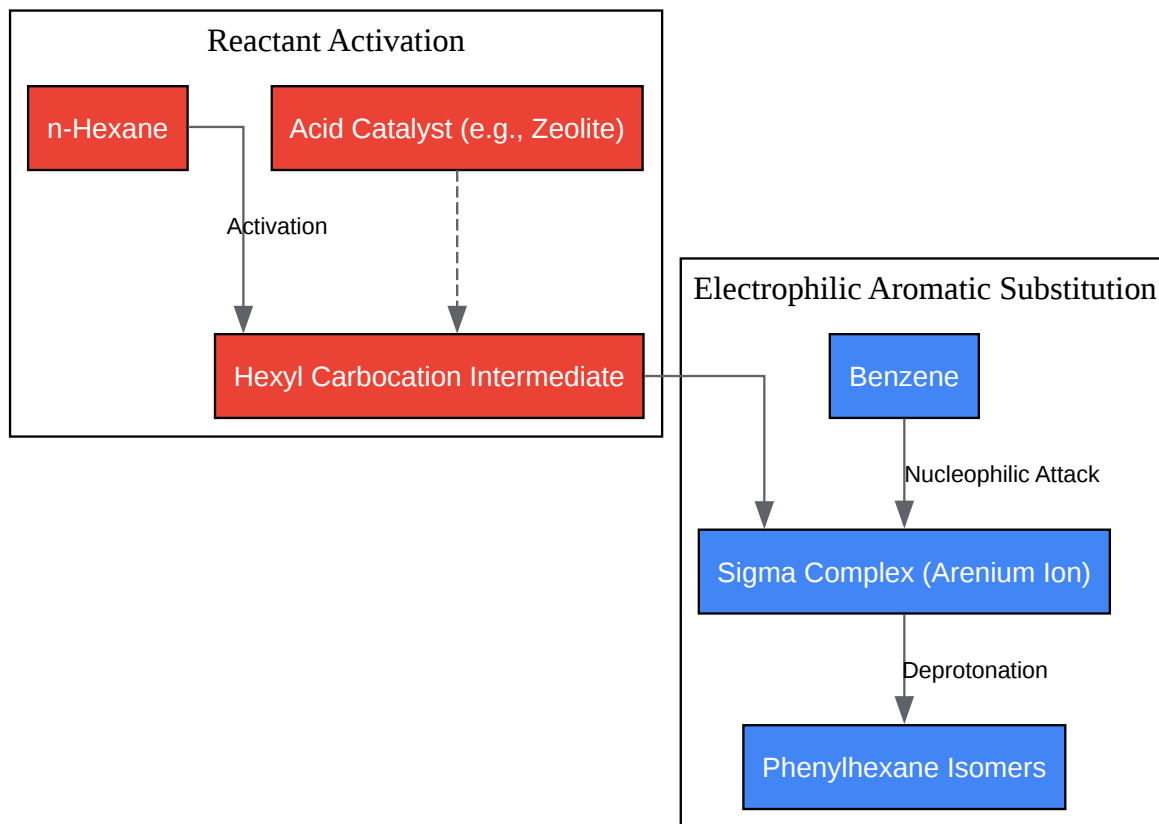 Reactant Activation
n-Hexane
Acid Catalyst (e.g., Zeolite)
Activation
Hexyl Carbocation Intermediate
Electrophilic Aromatic Substitution
Benzene
Nucleophilic Attack
Sigma Complex (Arenium Ion)
Deprotonation
Phenylhexane Isomers